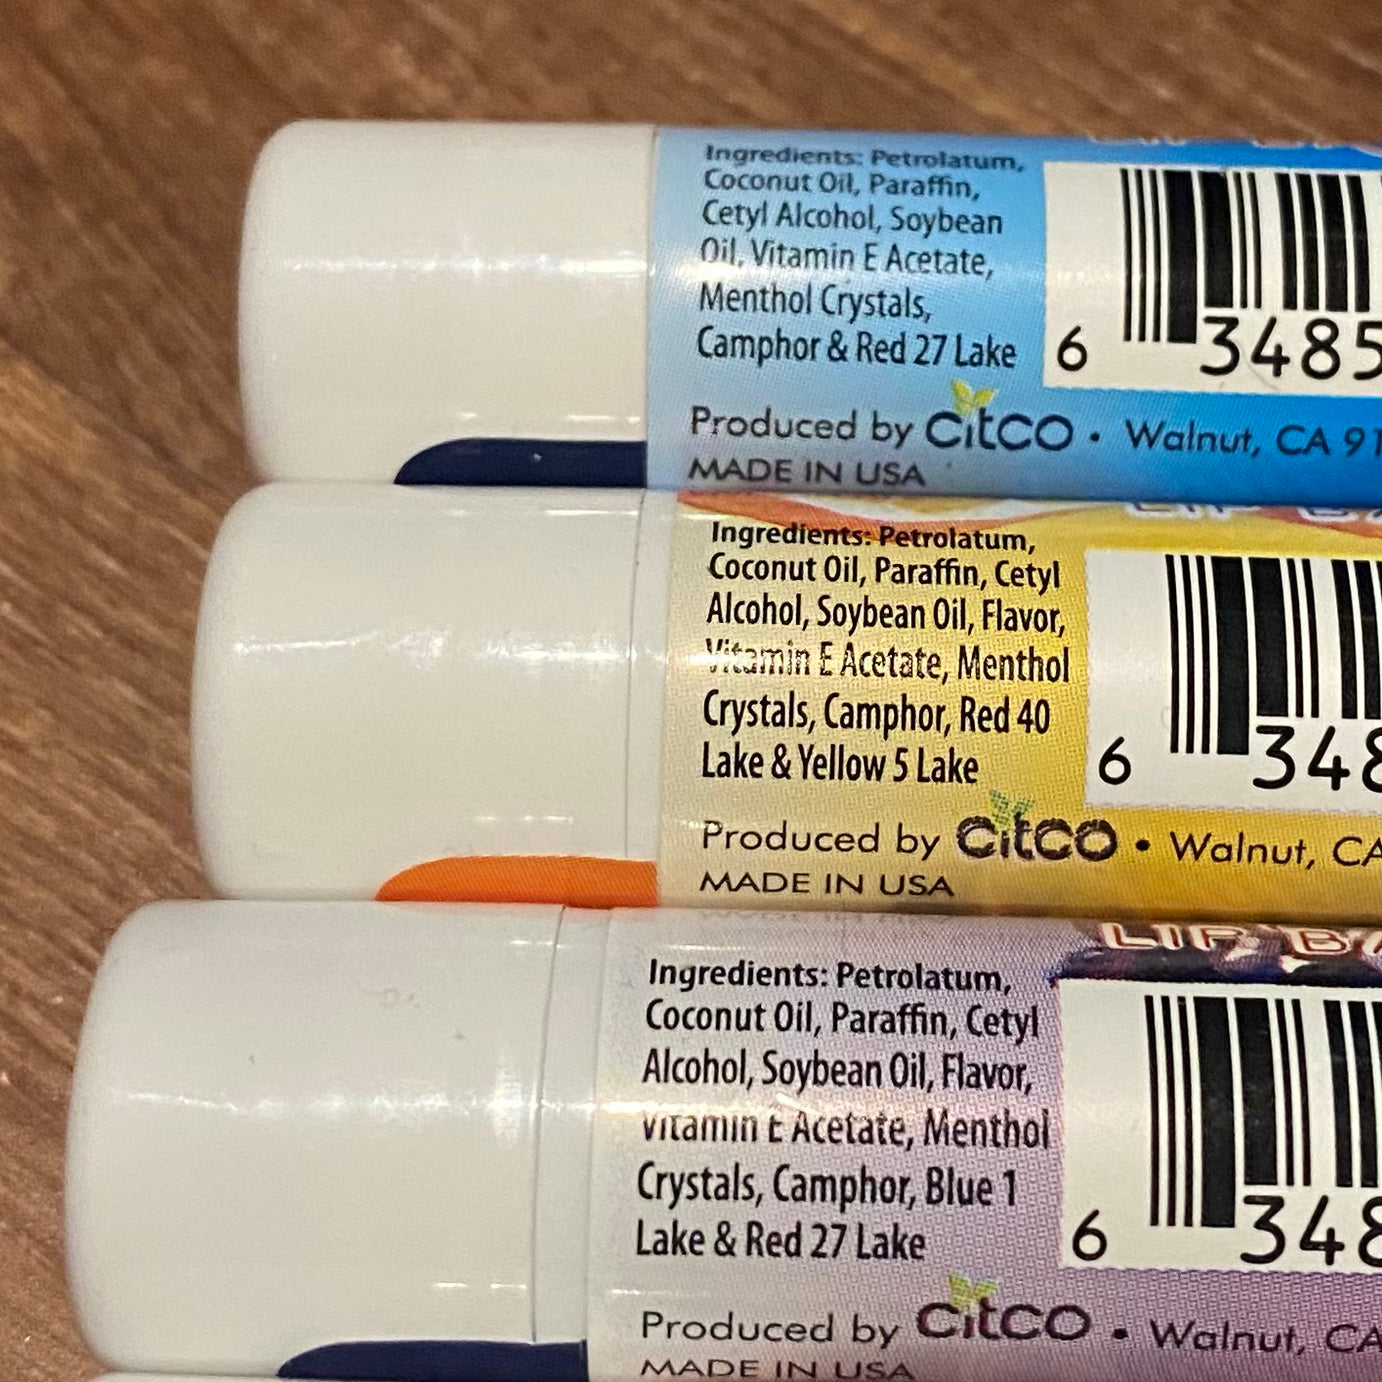 Ingredients: Petrolatum,
Coconut Oil, Paraffin,
Cetyl Alcohol, Soybean
Oil, Vitamin E Acetate,
Menthol Crystals,
Camphor & Red 27 Lake
6 3485
Produced by citco • Walnut, CA 91
MADE IN USA
Ingredients: Petrolatum,
Coconut Oil, Paraffin, Cetyl
Alcohol, Soybean Oil, Flavor,
Vitamin E Acetate, Menthol
Crystals, Camphor, Red 40
Lake & Yellow 5 Lake
6 348
Produced by citco • Walnut, CA
MADE IN USA
LIP BA
Ingredients: Petrolatum,
Coconut Oil, Paraffin, Cetyl
Alcohol, Soybean Oil, Flavor,
Vitamin E Acetate, Menthol
Crystals, Camphor, Blue 1
Lake & Red 27 Lake
6 348
Produced by citco • Walnut, CA
MADE IN USA